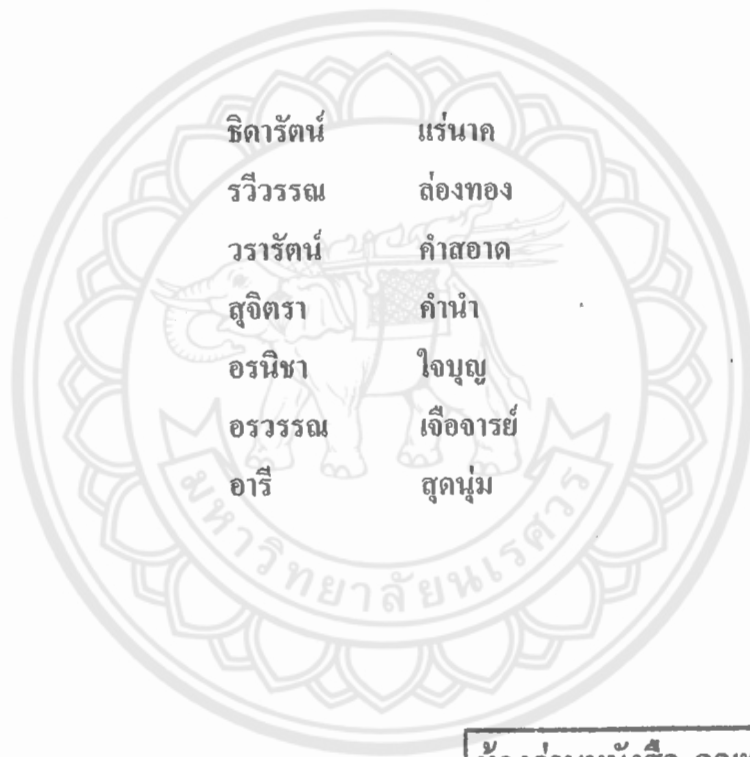 ธิดารัตน์ แร่นาค
รวีวรรณ ล่องทอง
วรารัตน์ คำสอาด
สุจิตรา คำนำ
อรนิชา ใจบุญ
อรวรรณ เจือจารย์
อารี สุดนุ่ม
มหาวิทยาลัยนเรศวร